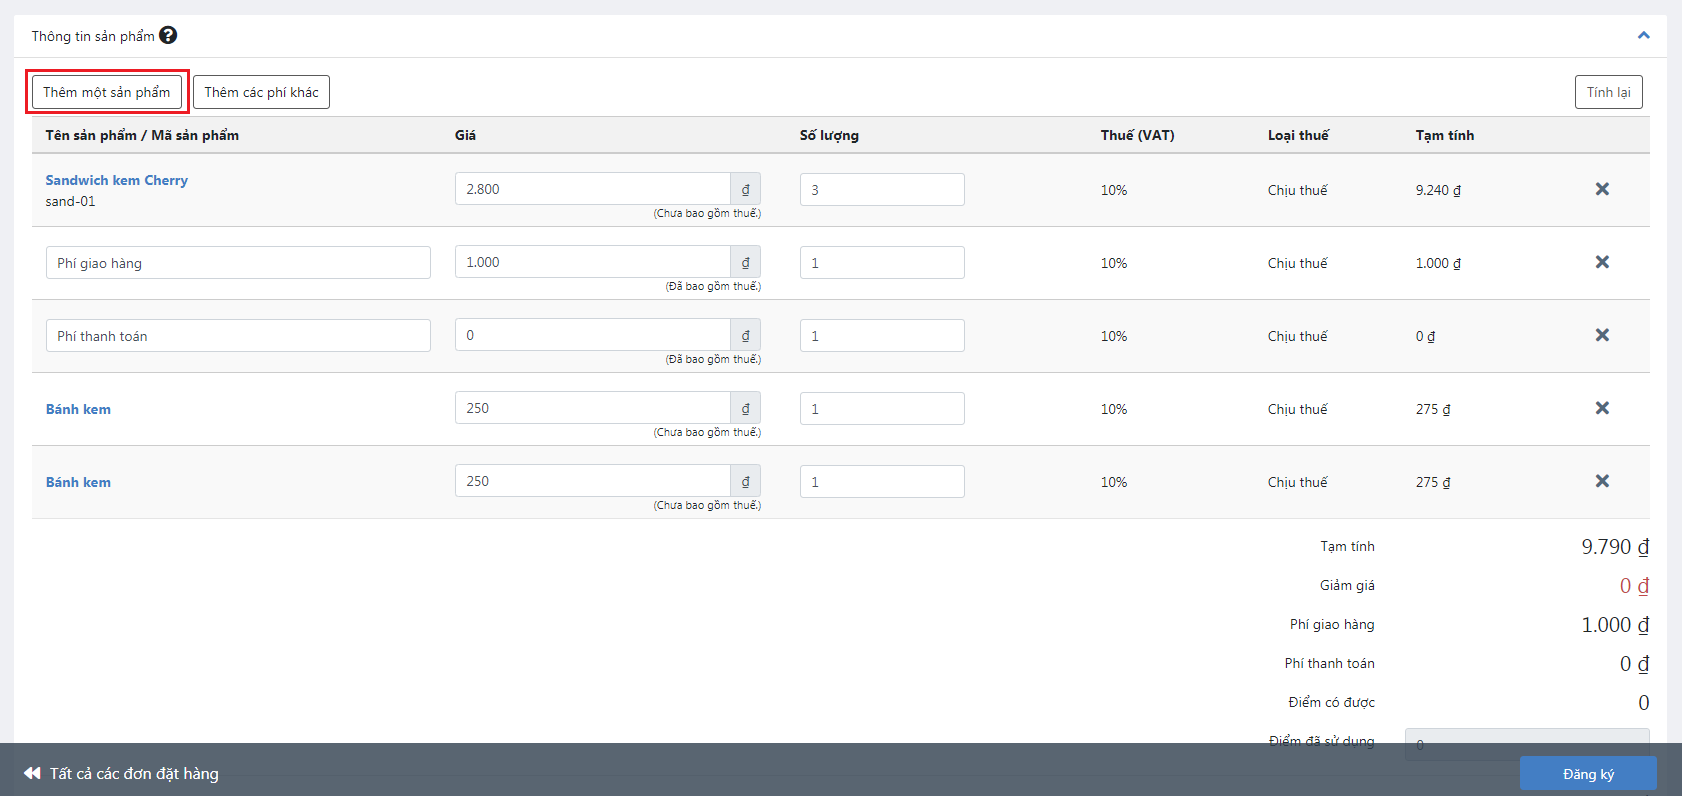 Thông tin sản phẩm
Thêm một sản phẩm Thêm các phí khác Tính lại
Tên sản phẩm / Mã sản phẩm Giá Số lượng Thuế (VAT) Loại thuế Tạm tính
Sandwich kem Cherry
sand-01
2.800 ₫ 3 10% Chịu thuế 9.240 ₫
(Chưa bao gồm thuế.)
Phí giao hàng 1.000 ₫ 1 10% Chịu thuế 1.000 ₫
(Đã bao gồm thuế.)
Phí thanh toán 0 ₫ 1 10% Chịu thuế 0 ₫
(Đã bao gồm thuế.)
Bánh kem 250 ₫ 1 10% Chịu thuế 275 ₫
(Chưa bao gồm thuế.)
Bánh kem 250 ₫ 1 10% Chịu thuế 275 ₫
(Chưa bao gồm thuế.)
Tạm tính 9.790 ₫
Giảm giá 0 ₫
Phí giao hàng 1.000 ₫
Phí thanh toán 0 ₫
Điểm có được 0
Điểm đã sử dụng 0
Tất cả các đơn đặt hàng Đăng ký